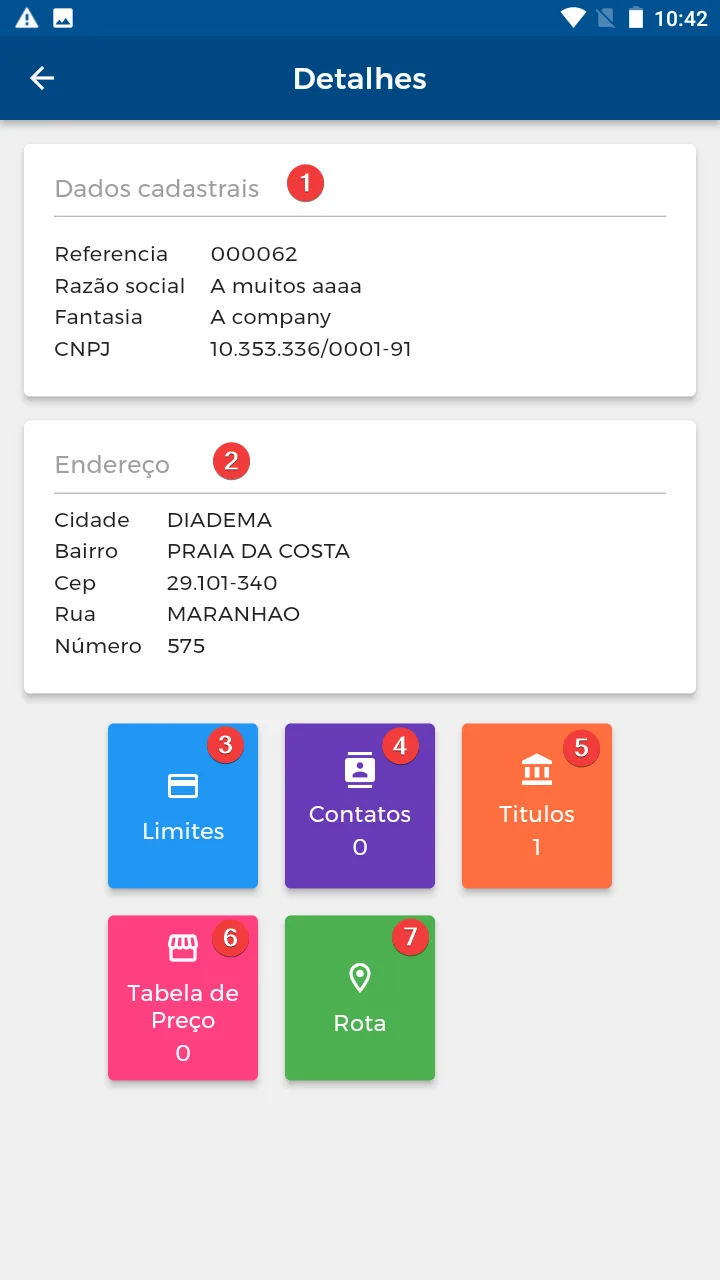 10:42
Detalhes
Dados cadastrais 1
Referencia 000062
Razão social A muitos aaaa
Fantasia A company
CNPJ 10.353.336/0001-91
Endereço 2
Cidade DIADEMA
Bairro PRAIA DA COSTA
Cep 29.101-340
Rua MARANHAO
Número 575
3
Limites
4
Contatos
0
5
Titulos
1
6
Tabela de
Preço
0
7
Rota